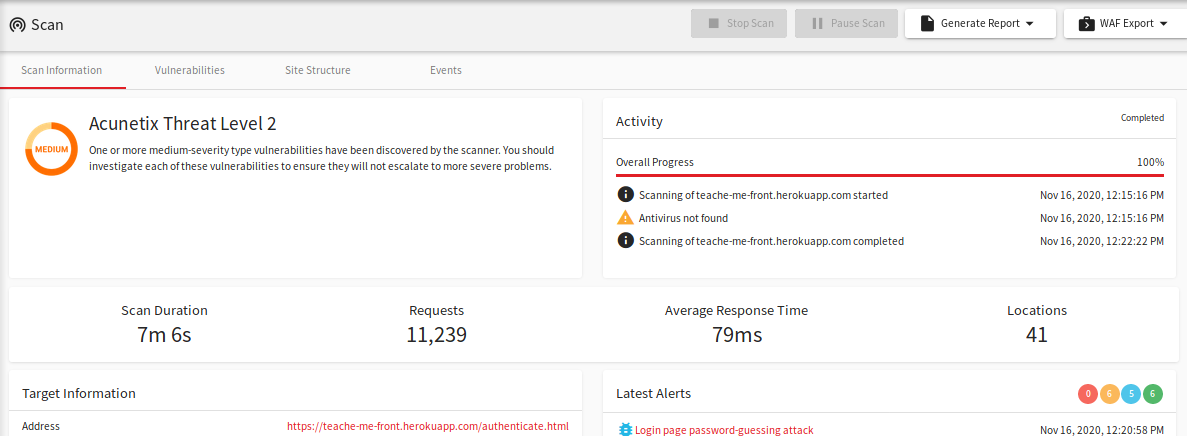 Scan
Stop Scan
Pause Scan
Generate Report
WAF Export
Scan Information
Vulnerabilities
Site Structure
Events
MEDIUM
Acunetix Threat Level 2
One or more medium-severity type vulnerabilities have been discovered by the scanner. You should
investigate each of these vulnerabilities to ensure they will not escalate to more severe problems.
Activity
Completed
Overall Progress
100%
Scanning of teache-me-front.herokuapp.com started
Nov 16, 2020, 12:15:16 PM
Antivirus not found
Nov 16, 2020, 12:15:16 PM
Scanning of teache-me-front.herokuapp.com completed
Nov 16, 2020, 12:22:22 PM
Scan Duration
7m 6s
Requests
11,239
Average Response Time
79ms
Locations
41
Target Information
Address
https://teache-me-front.herokuapp.com/authenticate.html
Latest Alerts
0
6
5
6
Login page password-guessing attack
Nov 16, 2020, 12:20:58 PM